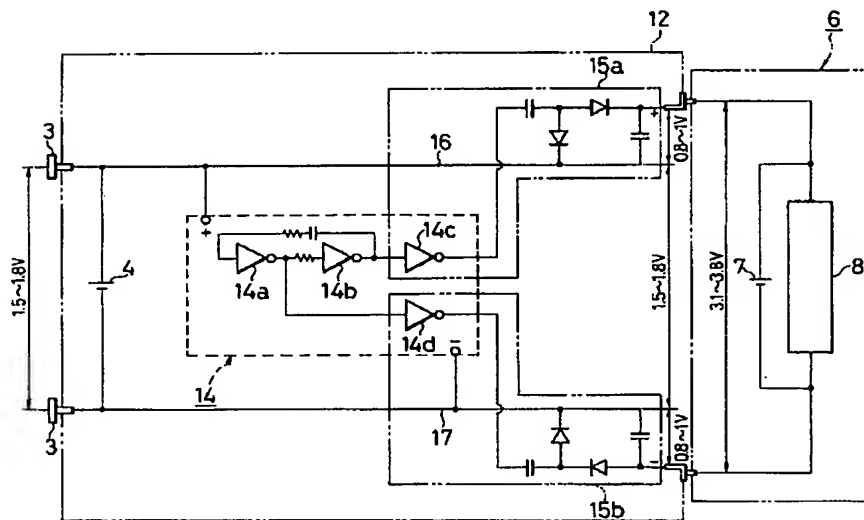 12
6
15a
3
16
+
0.8~1V
+
14c
4
1.5~1.8V
14a
14b
1.5~1.8V
3.1~3.8V
7
8
14d
−
14
3
17
0.8~1V
−
15b